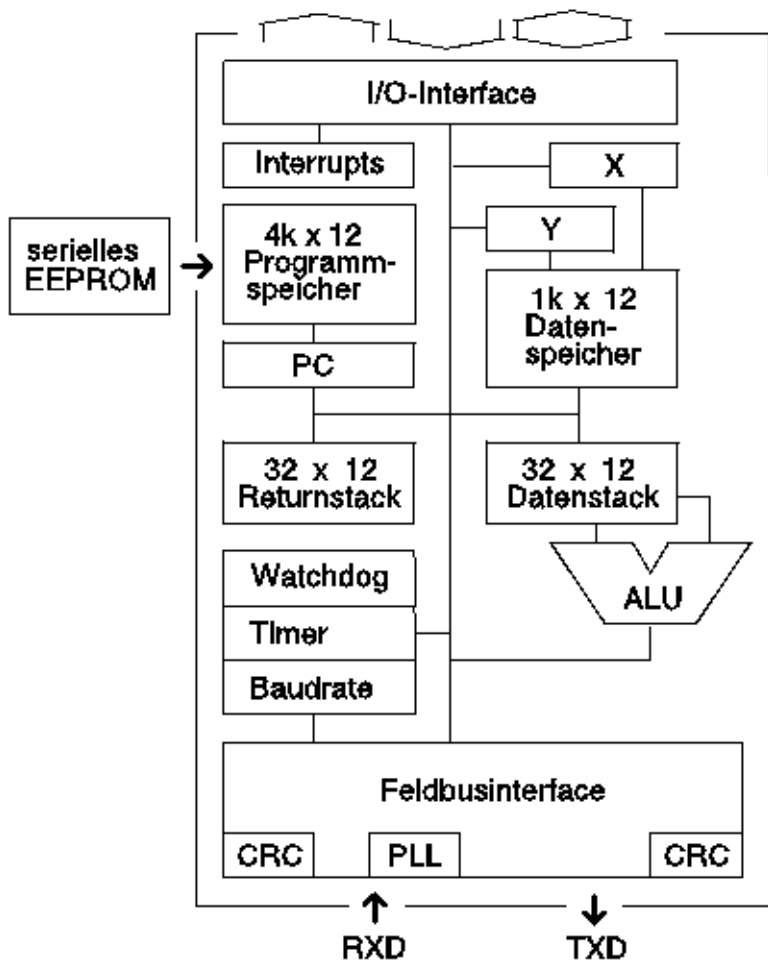 I/O-Interface
Interrupts
X
serielles
EEPROM
4k x 12
Programm-
speicher
Y
1k x 12
Daten-
speicher
PC
32 x 12
Returnstack
32 x 12
Datenstack
Watchdog
TImer
Baudrate
ALU
Feldbusinterface
CRC
PLL
CRC
RXD
TXD